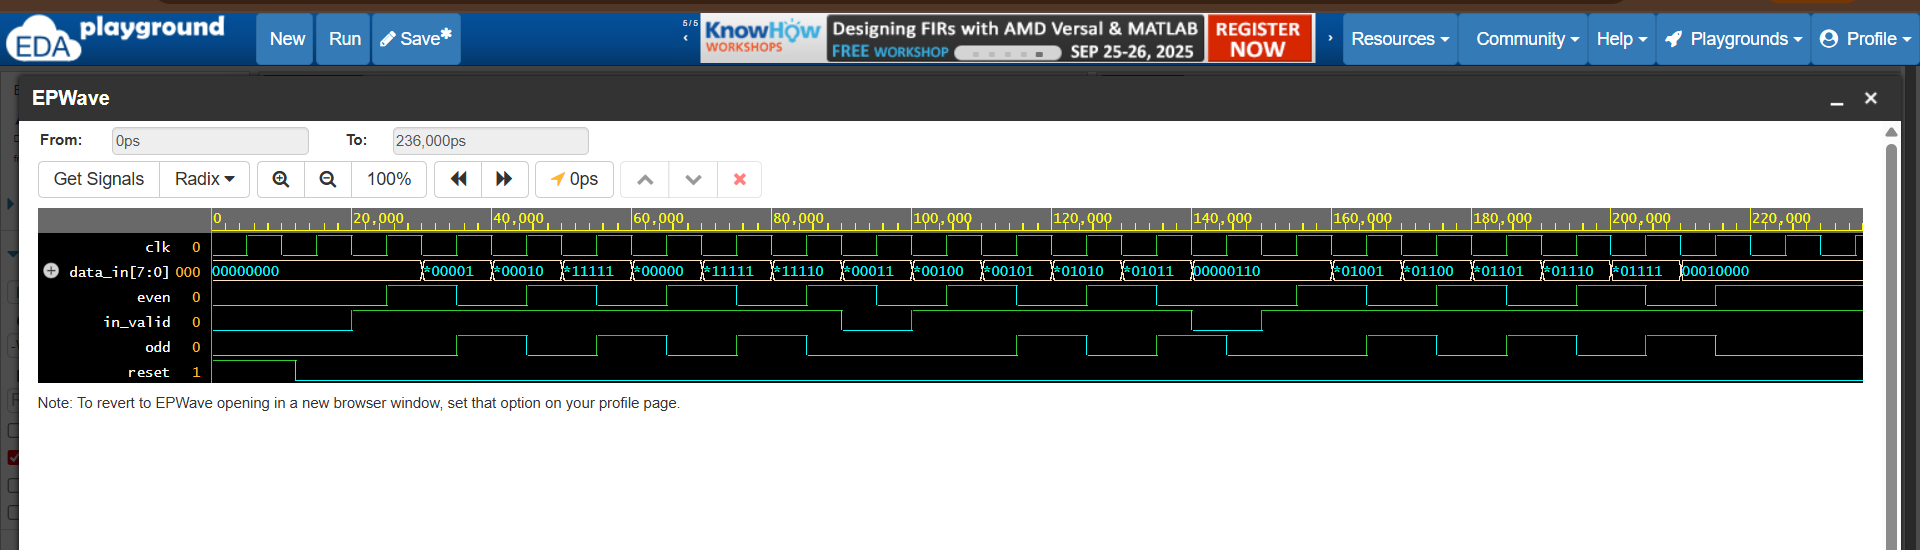 EDA playground
New
Run
Save*
5/5
‹
KnowHow
WORKSHOPS
Designing FIRs with AMD Versal & MATLAB
FREE WORKSHOP
SEP 25-26, 2025
REGISTER
NOW
›
Resources
Community
Help
Playgrounds
Profile
EPWave
From:
0ps
To:
236,000ps
Get Signals
Radix
100%
0ps
0 20,000 40,000 60,000 80,000 100,000 120,000 140,000 160,000 180,000 200,000 220,000
clk 0
data_in[7:0] 000 00000000 *00001 *00010 *11111 *00000 *11111 *11110 *00011 *00100 *00101 *01010 *01011 00000110 *01001 *01100 *01101 *01110 *01111 00010000
even 0
in_valid 0
odd 0
reset 1
Note: To revert to EPWave opening in a new browser window, set that option on your profile page.